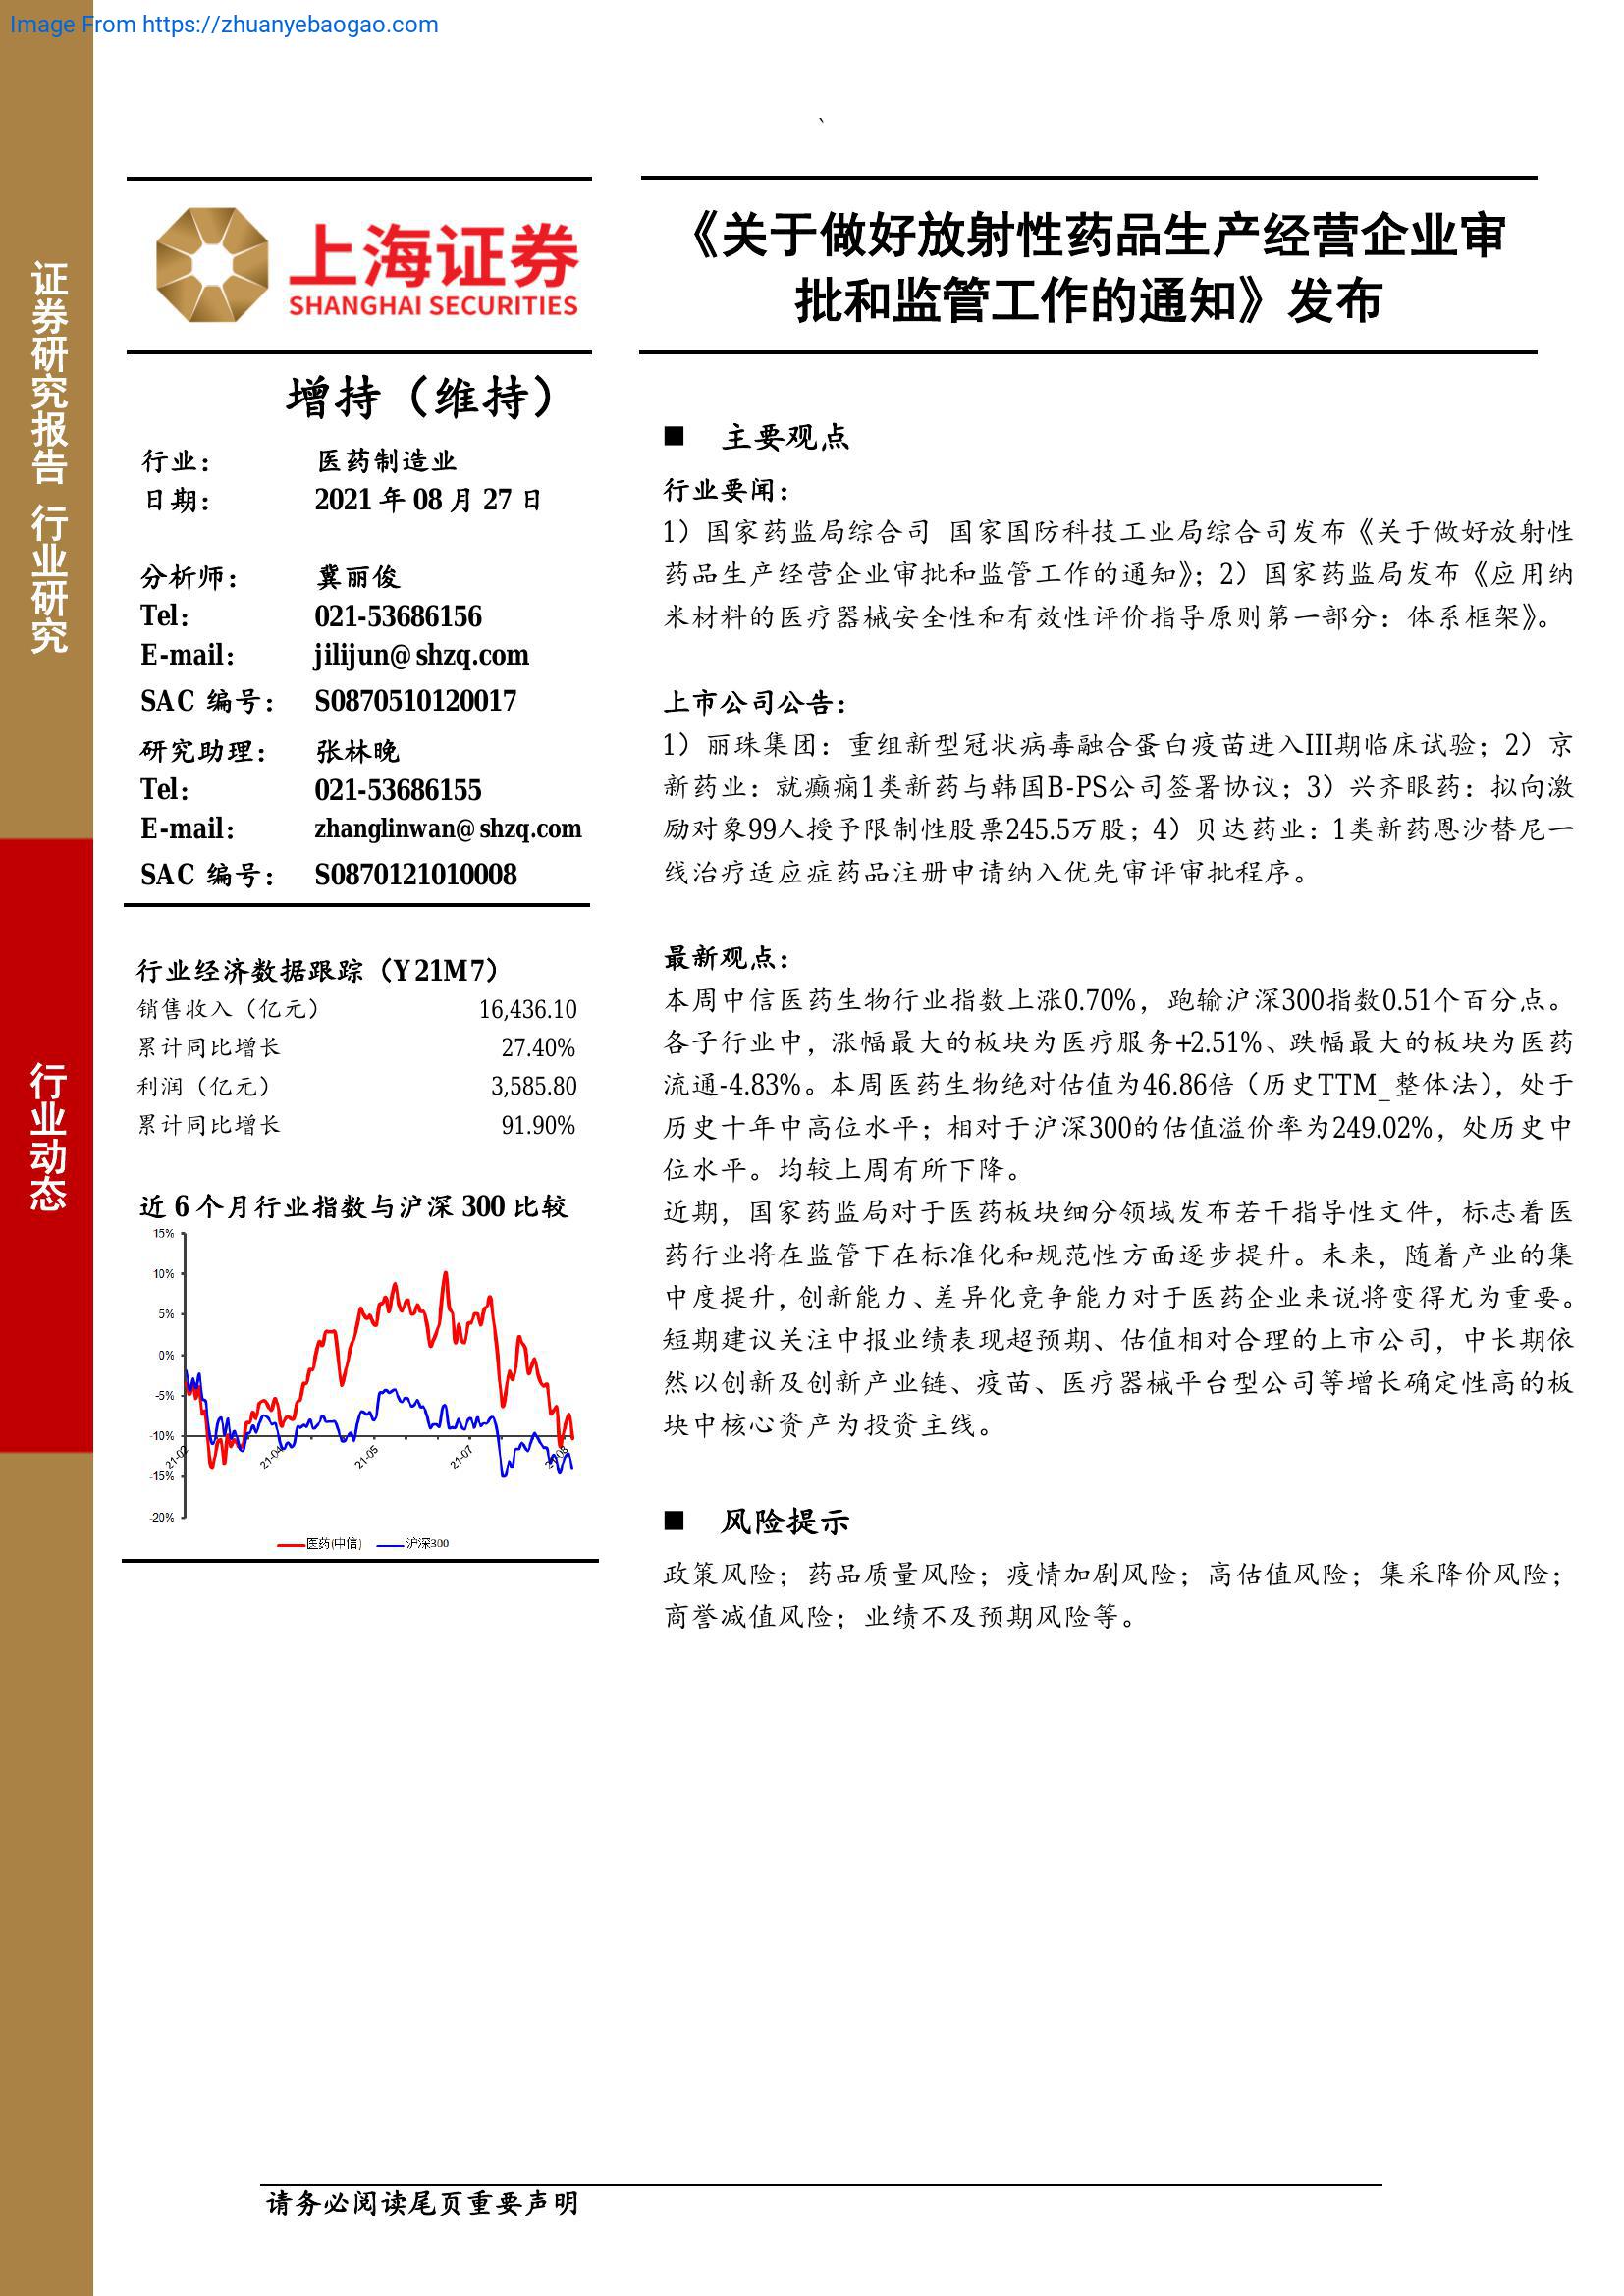 Image From https://zhuanyebaogao.com
、
证券研究报告 行业研究
行业动态
上海证券
SHANGHAI SECURITIES
《关于做好放射性药品生产经营企业审
批和监管工作的通知》发布
增持（维持）
行业： 医药制造业
日期： 2021 年 08 月 27 日
分析师： 冀丽俊
Tel： 021-53686156
E-mail： jilijun@shzq.com
SAC 编号： S0870510120017
研究助理： 张林晚
Tel： 021-53686155
E-mail： zhanglinwan@shzq.com
SAC 编号： S0870121010008
行业经济数据跟踪（Y21M7）
销售收入（亿元） 16,436.10
累计同比增长 27.40%
利润（亿元） 3,585.80
累计同比增长 91.90%
近 6 个月行业指数与沪深 300 比较
15%
10%
5%
0%
-5%
-10%
-15%
-20%
21-02 21-04 21-05 21-07 21-08
医药(中信) 沪深300
■ 主要观点
行业要闻：
1）国家药监局综合司 国家国防科技工业局综合司发布《关于做好放射性
药品生产经营企业审批和监管工作的通知》；2）国家药监局发布《应用纳
米材料的医疗器械安全性和有效性评价指导原则第一部分：体系框架》。
上市公司公告：
1）丽珠集团：重组新型冠状病毒融合蛋白疫苗进入III期临床试验；2）京
新药业：就癫痫1类新药与韩国B-PS公司签署协议；3）兴齐眼药：拟向激
励对象99人授予限制性股票245.5万股；4）贝达药业：1类新药恩沙替尼一
线治疗适应症药品注册申请纳入优先审评审批程序。
最新观点：
本周中信医药生物行业指数上涨0.70%，跑输沪深300指数0.51个百分点。
各子行业中，涨幅最大的板块为医疗服务+2.51%、跌幅最大的板块为医药
流通-4.83%。本周医药生物绝对估值为46.86倍（历史TTM_整体法），处于
历史十年中高位水平；相对于沪深300的估值溢价率为249.02%，处历史中
位水平。均较上周有所下降。
近期，国家药监局对于医药板块细分领域发布若干指导性文件，标志着医
药行业将在监管下在标准化和规范性方面逐步提升。未来，随着产业的集
中度提升，创新能力、差异化竞争能力对于医药企业来说将变得尤为重要。
短期建议关注中报业绩表现超预期、估值相对合理的上市公司，中长期依
然以创新及创新产业链、疫苗、医疗器械平台型公司等增长确定性高的板
块中核心资产为投资主线。
■ 风险提示
政策风险；药品质量风险；疫情加剧风险；高估值风险；集采降价风险；
商誉减值风险；业绩不及预期风险等。
请务必阅读尾页重要声明